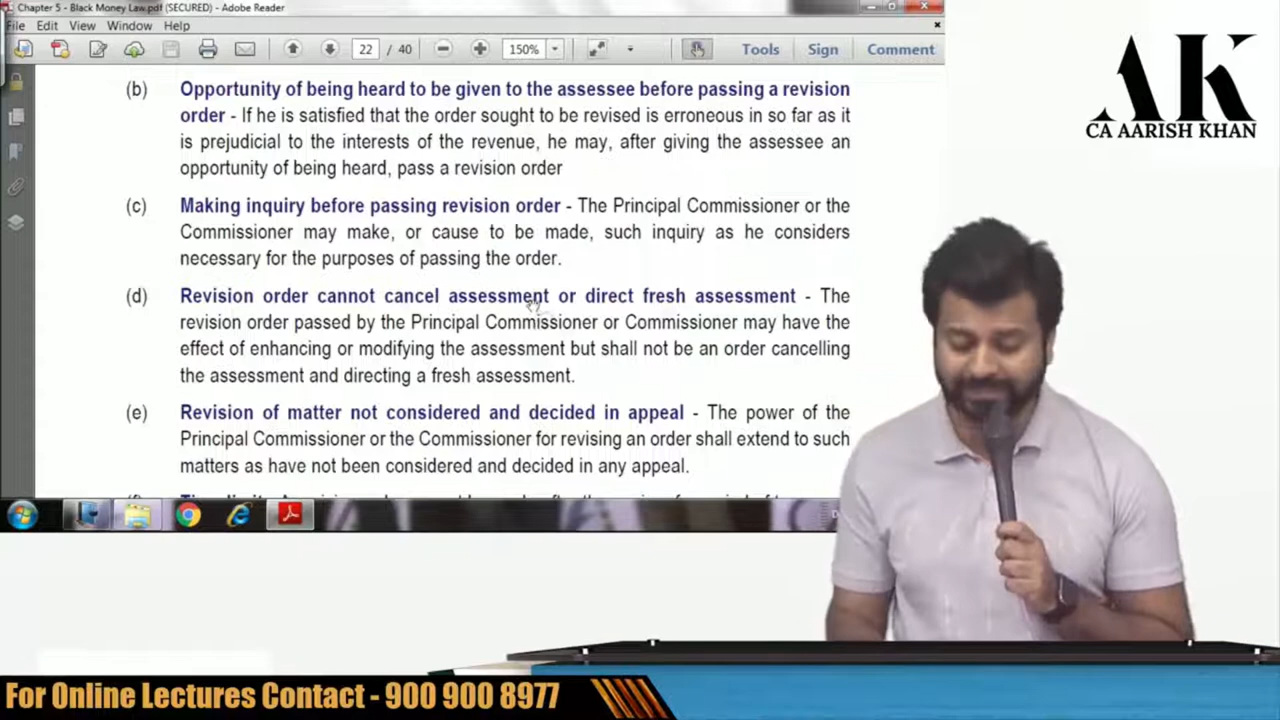 Chapter 5 - Black Money Law.pdf (SECURED) - Adobe Reader
File Edit View Window Help
22 / 40
150%
Tools Sign Comment
(b) Opportunity of being heard to be given to the assessee before passing a revision
order - If he is satisfied that the order sought to be revised is erroneous in so far as it
is prejudicial to the interests of the revenue, he may, after giving the assessee an
opportunity of being heard, pass a revision order
(c) Making inquiry before passing revision order - The Principal Commissioner or the
Commissioner may make, or cause to be made, such inquiry as he considers
necessary for the purposes of passing the order.
(d) Revision order cannot cancel assessment or direct fresh assessment - The
revision order passed by the Principal Commissioner or Commissioner may have the
effect of enhancing or modifying the assessment but shall not be an order cancelling
the assessment and directing a fresh assessment.
(e) Revision of matter not considered and decided in appeal - The power of the
Principal Commissioner or the Commissioner for revising an order shall extend to such
matters as have not been considered and decided in any appeal.
AK
CA AARISH KHAN
For Online Lectures Contact - 900 900 8977